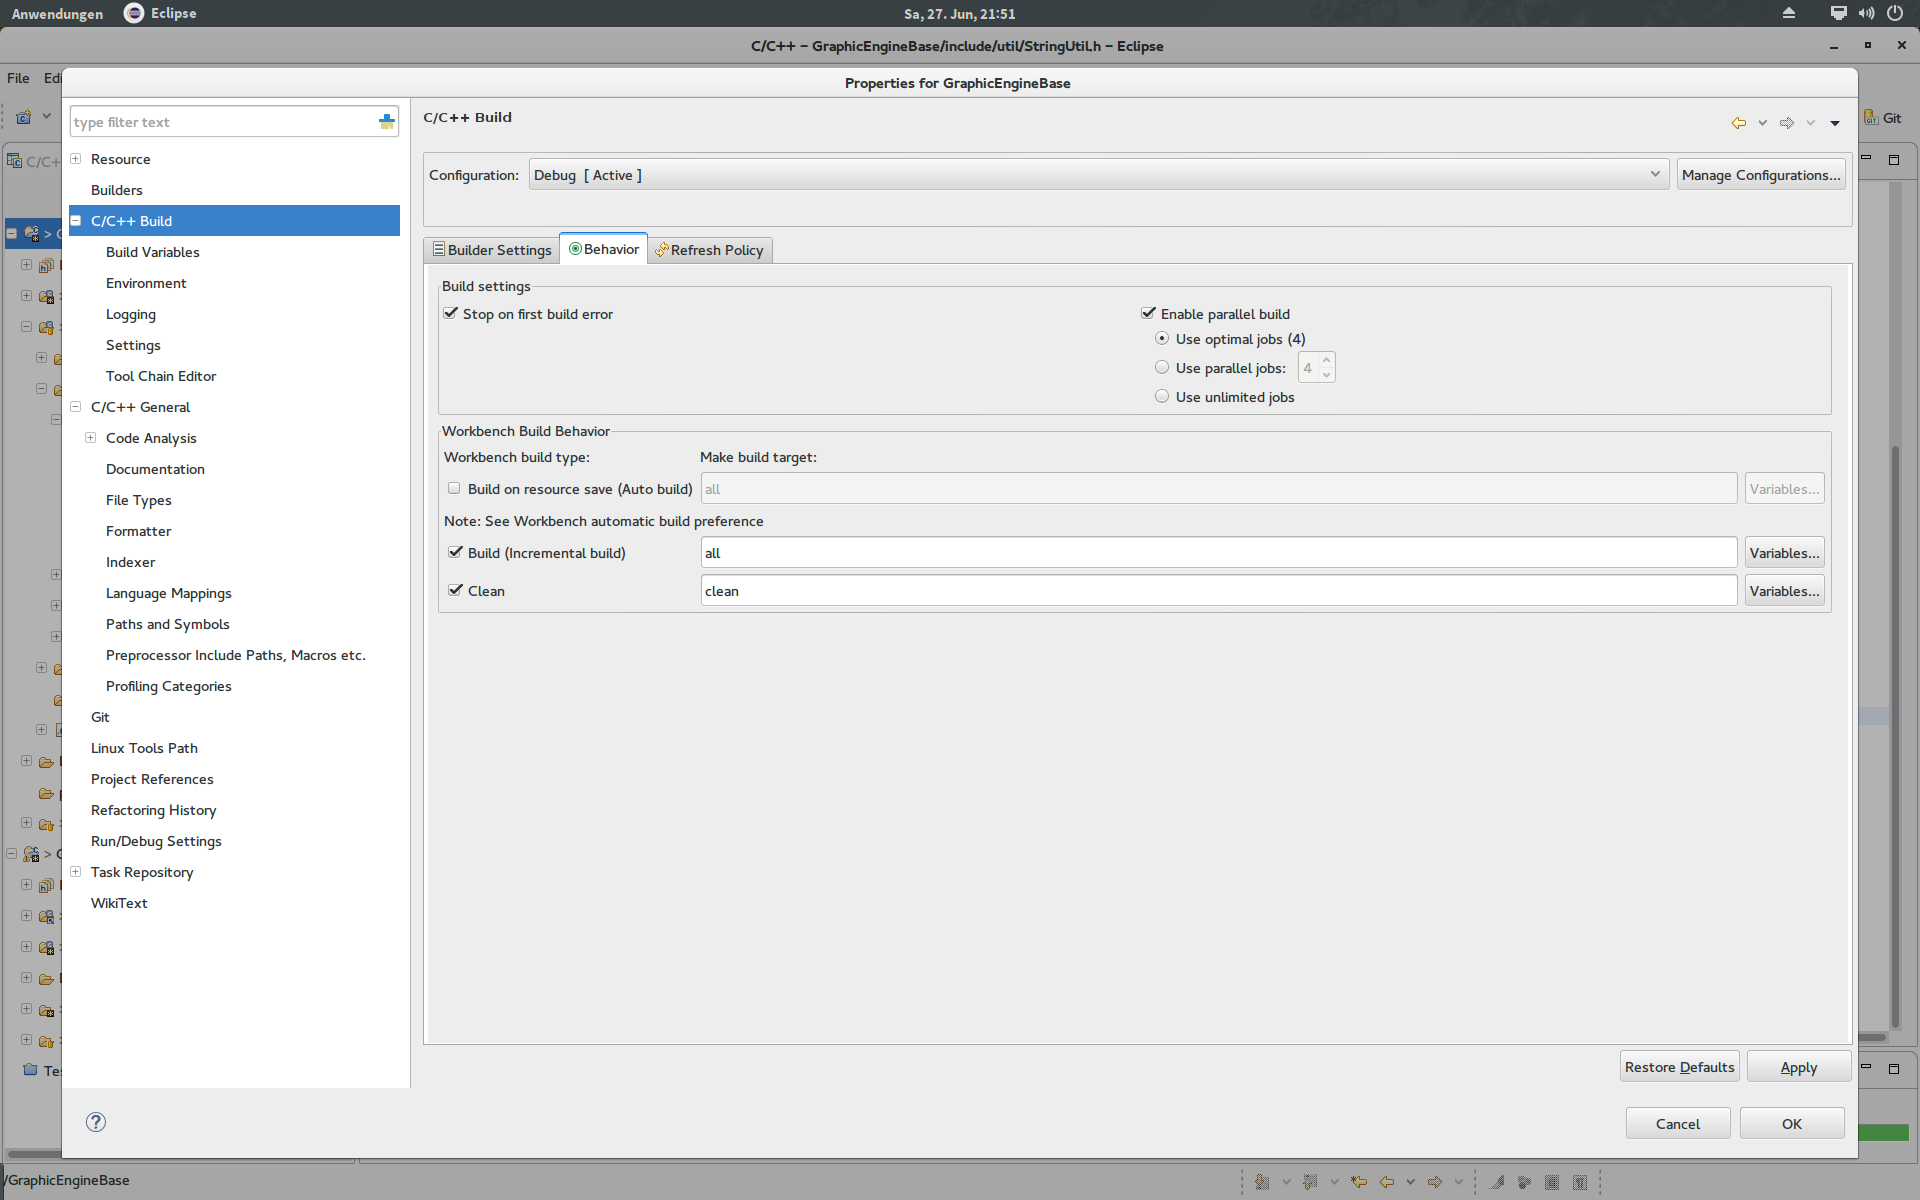 Anwendungen Eclipse Sa, 27. Jun, 21:51
C/C++ – GraphicEngineBase/include/util/StringUtil.h – Eclipse
File Edi
Properties for GraphicEngineBase
type filter text
Resource
Builders
C/C++ Build
Build Variables
Environment
Logging
Settings
Tool Chain Editor
C/C++ General
Code Analysis
Documentation
File Types
Formatter
Indexer
Language Mappings
Paths and Symbols
Preprocessor Include Paths, Macros etc.
Profiling Categories
Git
Linux Tools Path
Project References
Refactoring History
Run/Debug Settings
Task Repository
WikiText
C/C++ Build
Configuration: Debug [ Active ] Manage Configurations...
Builder Settings Behavior Refresh Policy
Build settings
Stop on first build error
Enable parallel build
Use optimal jobs (4)
Use parallel jobs: 4
Use unlimited jobs
Workbench Build Behavior
Workbench build type: Make build target:
Build on resource save (Auto build) all Variables...
Note: See Workbench automatic build preference
Build (Incremental build) all Variables...
Clean clean Variables...
Restore Defaults Apply
Cancel OK
Git
C/C+
Tes
/GraphicEngineBase